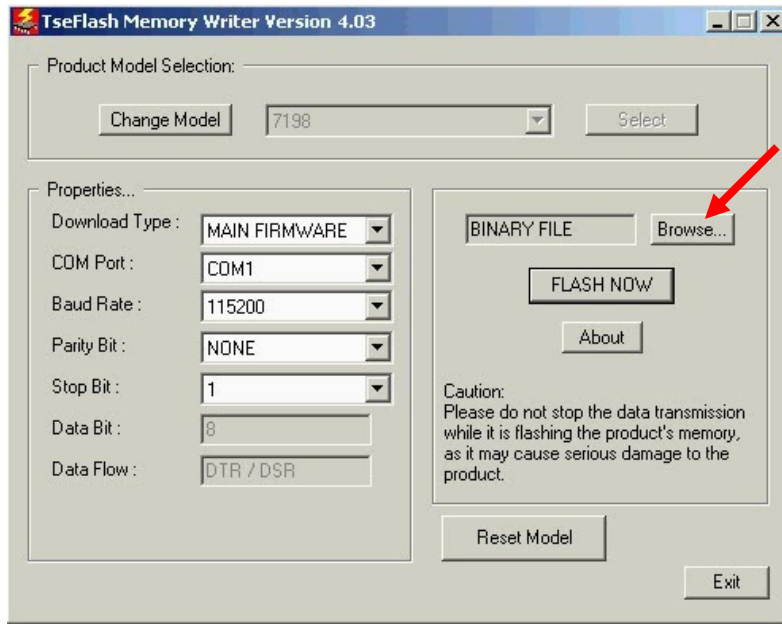 TseFlash Memory Writer Version 4.03
Product Model Selection:
Change Model
7198
Select
Properties...
Download Type :
MAIN FIRMWARE
COM Port :
COM1
Baud Rate :
115200
Parity Bit :
NONE
Stop Bit :
1
Data Bit :
8
Data Flow :
DTR / DSR
BINARY FILE
Browse...
FLASH NOW
About
Caution:
Please do not stop the data transmission
while it is flashing the product's memory,
as it may cause serious damage to the
product.
Reset Model
Exit